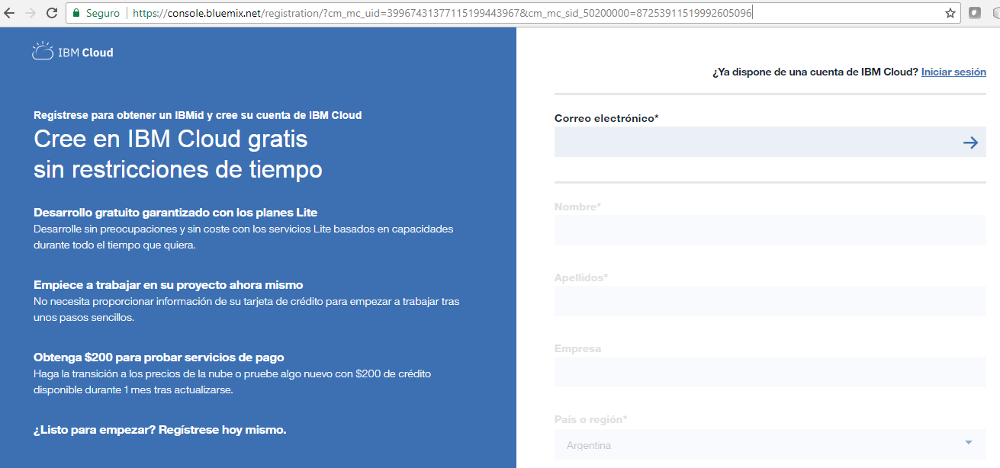 Seguro
https://console.bluemix.net/registration/?cm_mc_uid=39967431377115199443967&cm_mc_sid_50200000=87253911519992605096
IBM Cloud
Regístrese para obtener un IBMid y cree su cuenta de IBM Cloud
Cree en IBM Cloud gratis
sin restricciones de tiempo
Desarrollo gratuito garantizado con los planes Lite
Desarrolle sin preocupaciones y sin coste con los servicios Lite basados en capacidades
durante todo el tiempo que quiera.
Empiece a trabajar en su proyecto ahora mismo
No necesita proporcionar información de su tarjeta de crédito para empezar a trabajar tras
unos pasos sencillos.
Obtenga $200 para probar servicios de pago
Haga la transición a los precios de la nube o pruebe algo nuevo con $200 de crédito
disponible durante 1 mes tras actualizarse.
¿Listo para empezar? Regístrese hoy mismo.
¿Ya dispone de una cuenta de IBM Cloud? Iniciar sesión
Correo electrónico*
Nombre*
Apellidos*
Empresa
País o región*
Argentina